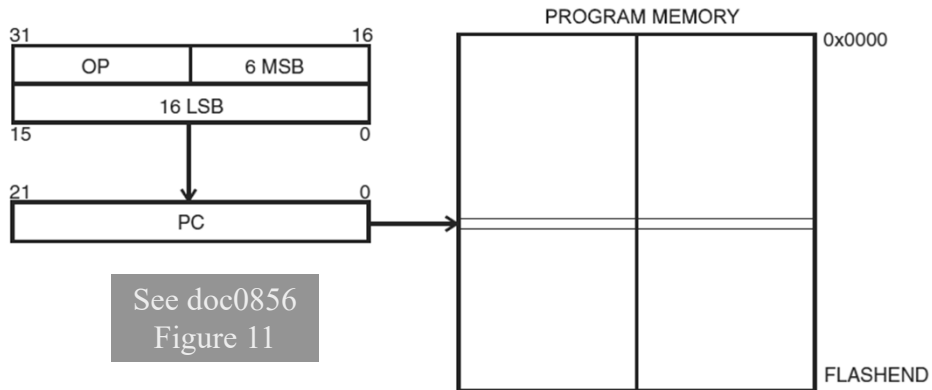 PROGRAM MEMORY
31 16
0x0000
OP 6 MSB
16 LSB
15 0
21 0
PC
See doc0856
Figure 11
FLASHEND